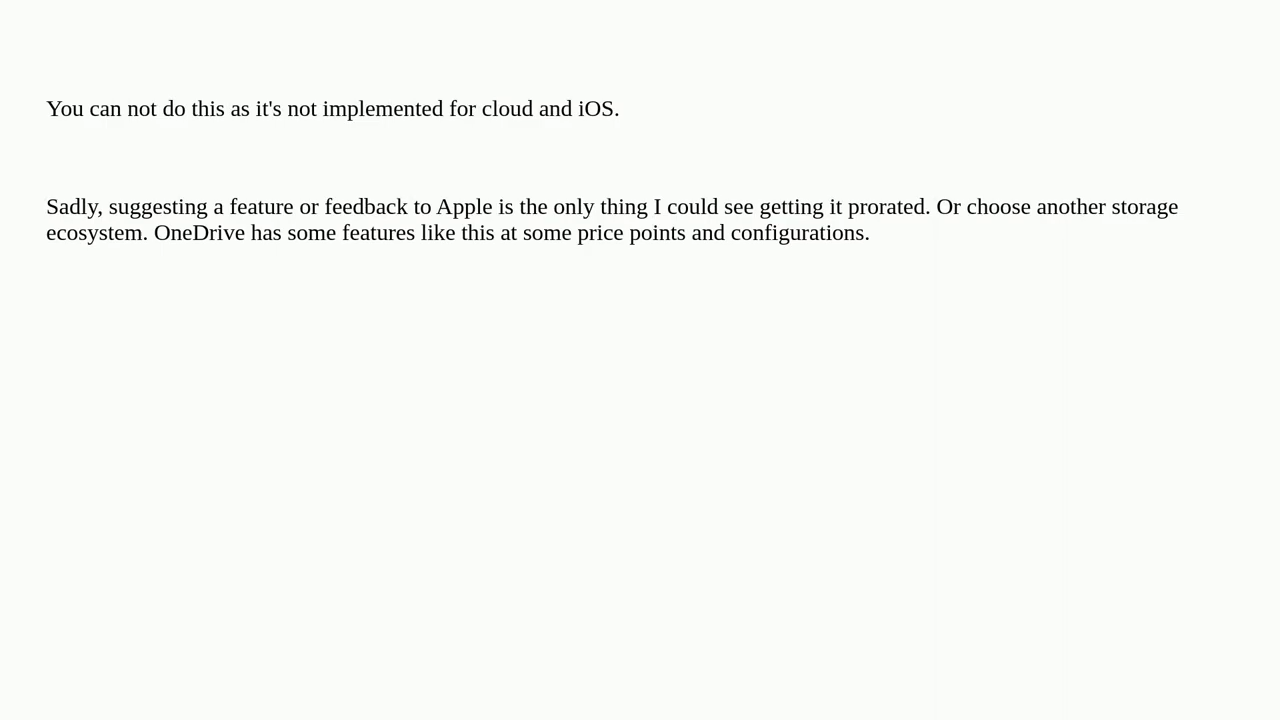 You can not do this as it's not implemented for cloud and iOS.
Sadly, suggesting a feature or feedback to Apple is the only thing I could see getting it prorated. Or choose another storage
ecosystem. OneDrive has some features like this at some price points and configurations.